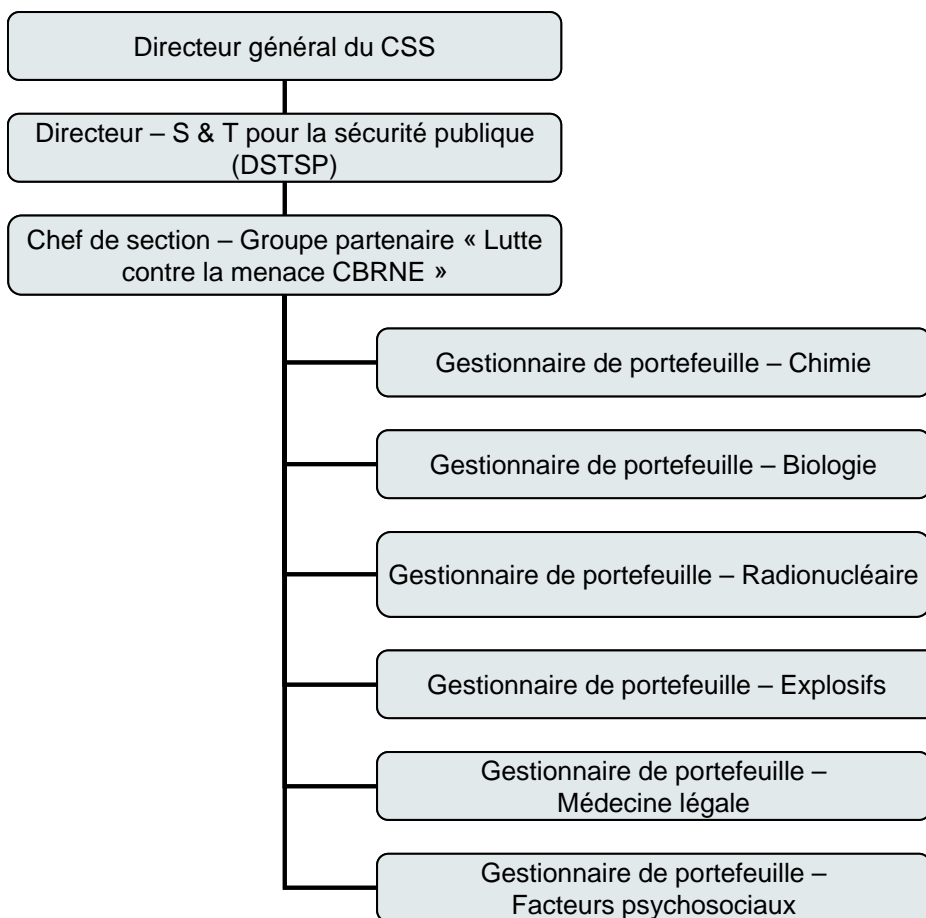 Directeur général du CSS
Directeur – S & T pour la sécurité publique
(DSTSP)
Chef de section – Groupe partenaire « Lutte
contre la menace CBRNE »
Gestionnaire de portefeuille – Chimie
Gestionnaire de portefeuille – Biologie
Gestionnaire de portefeuille – Radionucléaire
Gestionnaire de portefeuille – Explosifs
Gestionnaire de portefeuille –
Médecine légale
Gestionnaire de portefeuille –
Facteurs psychosociaux